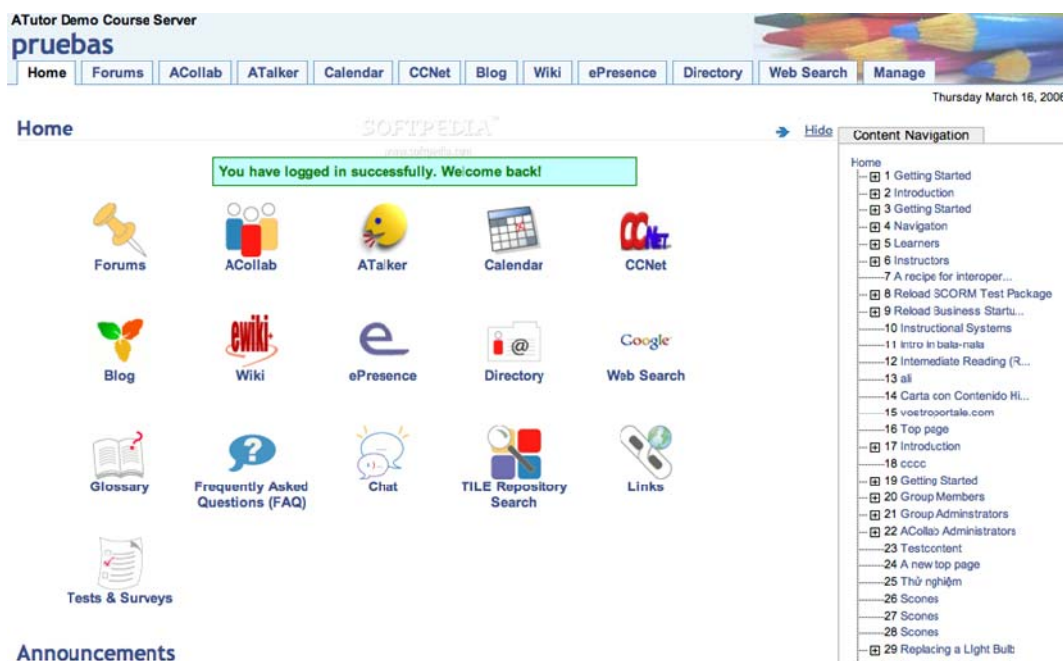 ATutor Demo Course Server
pruebas
Home Forums ACollab ATalker Calendar CCNet Blog Wiki ePresence Directory Web Search Manage
Thursday March 16, 2006
Home
SOFTPEDIA
www.softpedia.com
Hide
Content Navigation
You have logged in successfully. Welcome back!
Forums ACollab ATalker Calendar CCNet
ewiki
Google
Blog Wiki ePresence Directory Web Search
Glossary Frequently Asked Questions (FAQ) Chat TILE Repository Search Links
Tests & Surveys
Announcements
Home
1 Getting Started
2 Introduction
3 Getting Started
4 Navigation
5 Learners
6 Instructors
7 A recipe for interoper...
8 Reload SCORM Test Package
9 Reload Business Startu...
10 Instructional Systems
11 Intro in bala-nala
12 Intemediate Reading (R...
13 ali
14 Carta con Contenido Hi...
15 vostroportale.com
16 Top page
17 Introduction
18 cccc
19 Getting Started
20 Group Members
21 Group Adminstrators
22 ACollab Administrators
23 Testcontent
24 A new top page
25 Thử nghiệm
26 Scones
27 Scones
28 Scones
29 Replacing a Light Bulb